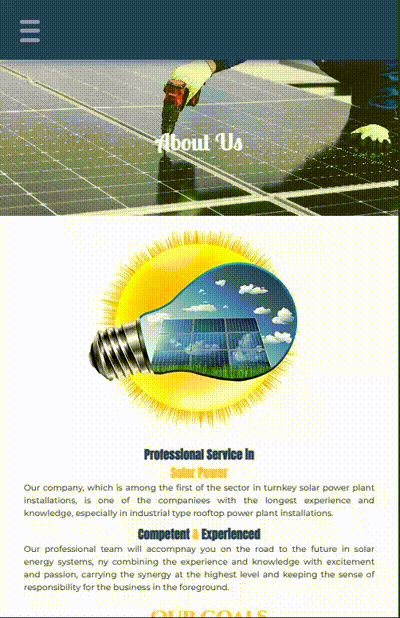 About Us
Professional Service in
Solar Power
Our company, which is among the first of the sector in turnkey solar power plant
installations, is one of the companiees with the longest experience and
knowledge, especially in industrial type rooftop power plant installations.
Competent & Experienced
Our professional team will accompnay you on the road to the future in solar
energy systems, ny combining the experience and knowledge with excitement
and passion, carrying the synergy at the highest level and keeping the sense of
responsibility for the business in the foreground.
OUR GOALS